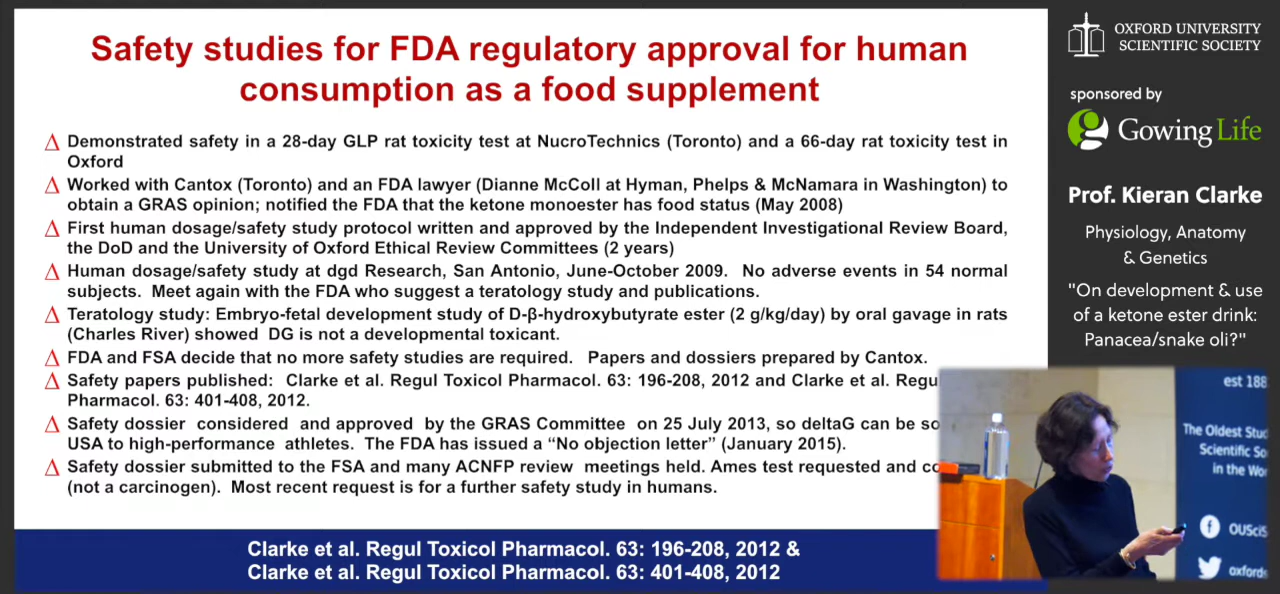 Safety studies for FDA regulatory approval for human
consumption as a food supplement
Δ Demonstrated safety in a 28-day GLP rat toxicity test at NucroTechnics (Toronto) and a 66-day rat toxicity test in
Oxford
Δ Worked with Cantox (Toronto) and an FDA lawyer (Dianne McColl at Hyman, Phelps & McNamara in Washington) to
obtain a GRAS opinion; notified the FDA that the ketone monoester has food status (May 2008)
Δ First human dosage/safety study protocol written and approved by the Independent Investigational Review Board,
the DoD and the University of Oxford Ethical Review Committees (2 years)
Δ Human dosage/safety study at dgd Research, San Antonio, June-October 2009. No adverse events in 54 normal
subjects. Meet again with the FDA who suggest a teratology study and publications.
Δ Teratology study: Embryo-fetal development study of D-β-hydroxybutyrate ester (2 g/kg/day) by oral gavage in rats
(Charles River) showed DG is not a developmental toxicant.
Δ FDA and FSA decide that no more safety studies are required. Papers and dossiers prepared by Cantox.
Δ Safety papers published: Clarke et al. Regul Toxicol Pharmacol. 63: 196-208, 2012 and Clarke et al. Regu
Pharmacol. 63: 401-408, 2012.
Δ Safety dossier considered and approved by the GRAS Committee on 25 July 2013, so deltaG can be so
USA to high-performance athletes. The FDA has issued a “No objection letter” (January 2015).
Δ Safety dossier submitted to the FSA and many ACNFP review meetings held. Ames test requested and co
(not a carcinogen). Most recent request is for a further safety study in humans.
Clarke et al. Regul Toxicol Pharmacol. 63: 196-208, 2012 &
Clarke et al. Regul Toxicol Pharmacol. 63: 401-408, 2012
OXFORD UNIVERSITY
SCIENTIFIC SOCIETY
sponsored by
Gowing Life
Prof. Kieran Clarke
Physiology, Anatomy
& Genetics
"On development & use
of a ketone ester drink:
Panacea/snake oli?"
est 188
The Oldest Stud
Scientific So
in the Wor
OUSciS
oxfords